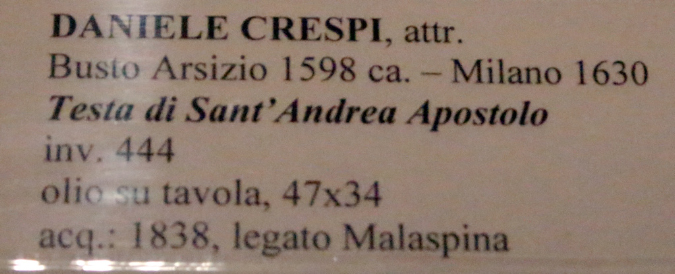 DANIELE CRESPI, attr.
Busto Arsizio 1598 ca. – Milano 1630
Testa di Sant'Andrea Apostolo
inv. 444
olio su tavola, 47x34
acq.: 1838, legato Malaspina